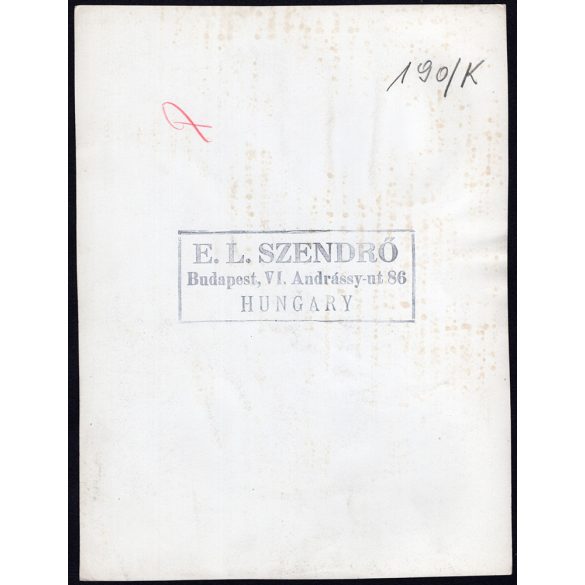 190/K
E. L. SZENDRŐ
Budapest, VI. Andrássy-ut 86
HUNGARY